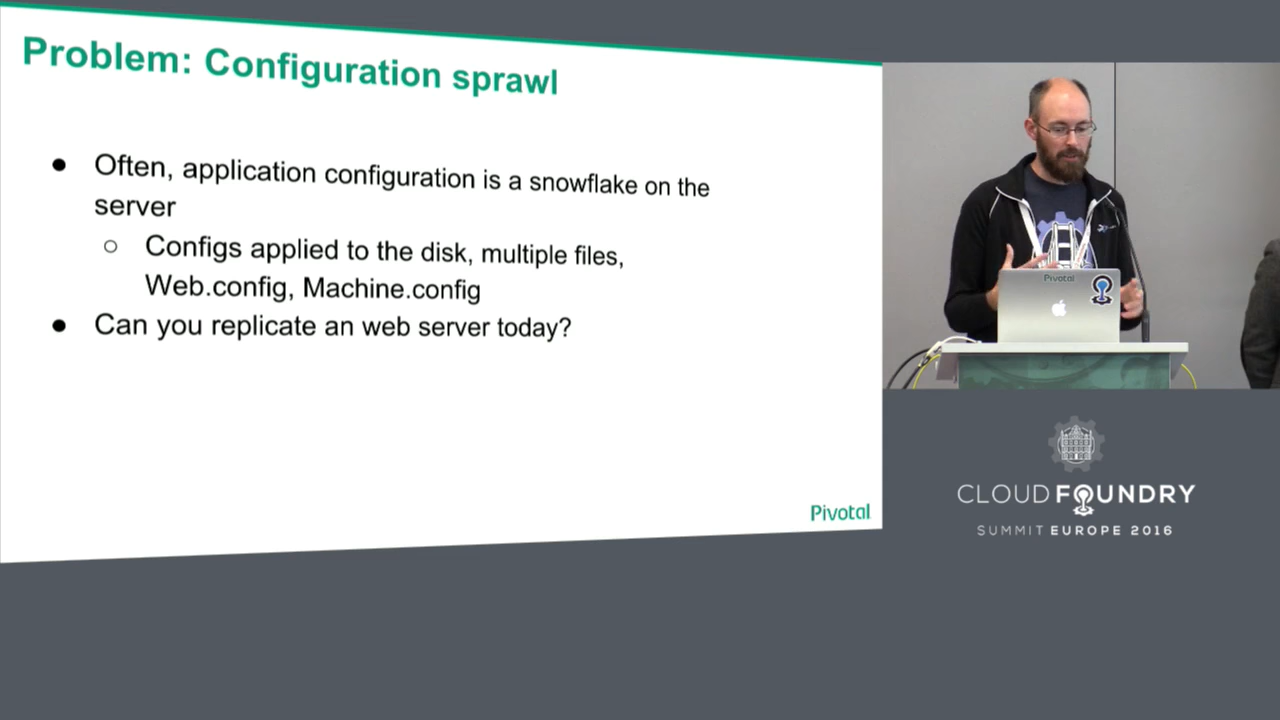 Problem: Configuration sprawl
● Often, application configuration is a snowflake on the
server
○ Configs applied to the disk, multiple files,
Web.config, Machine.config
● Can you replicate an web server today?
Pivotal
Pivotal
CLOUD FOUNDRY
SUMMIT EUROPE 2016